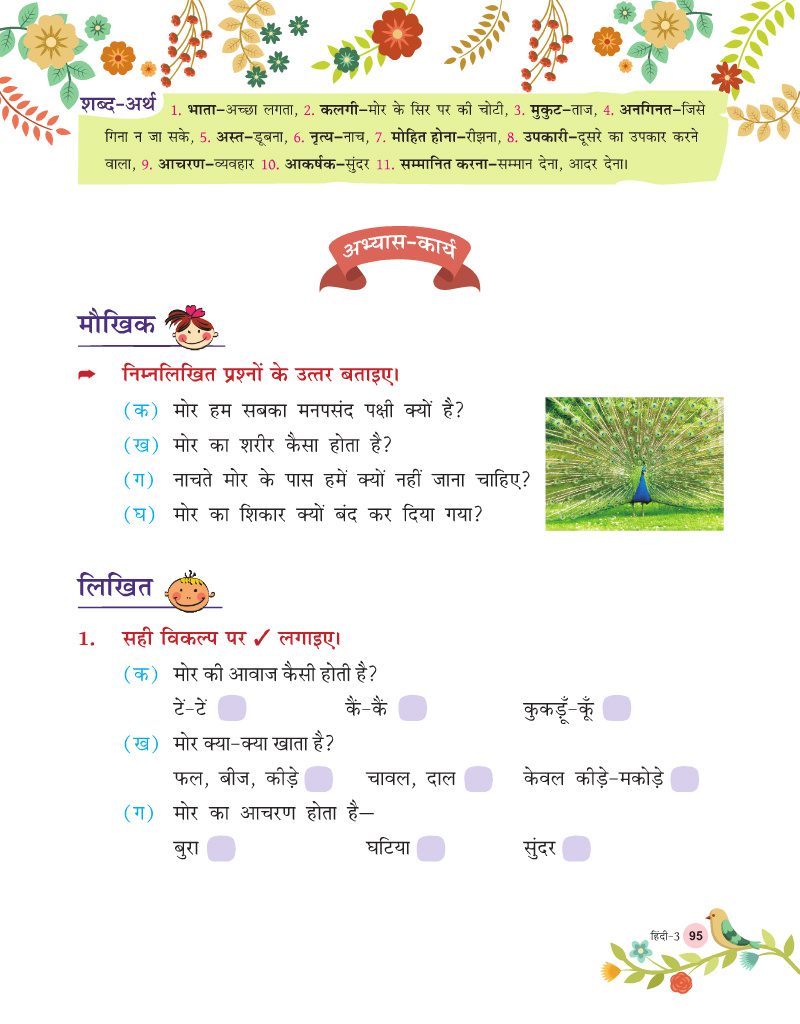 शब्द-अर्थ 1. भाता–अच्छा लगता, 2. कलगी–मोर के सिर पर की चोटी, 3. मुकुट–ताज, 4. अनगिनत–जिसे
गिना न जा सके, 5. अस्त–डूबना, 6. नृत्य–नाच, 7. मोहित होना–रीझना, 8. उपकारी–दूसरे का उपकार करने
वाला, 9. आचरण–व्यवहार 10. आकर्षक–सुंदर 11. सम्मानित करना–सम्मान देना, आदर देना।
अभ्यास-कार्य
मौखिक
निम्नलिखित प्रश्नों के उत्तर बताइए।
(क) मोर हम सबका मनपसंद पक्षी क्यों है?
(ख) मोर का शरीर कैसा होता है?
(ग) नाचते मोर के पास हमें क्यों नहीं जाना चाहिए?
(घ) मोर का शिकार क्यों बंद कर दिया गया?
लिखित
1. सही विकल्प पर ✓ लगाइए।
(क) मोर की आवाज कैसी होती है?
टें-टें कैं-कैं कुकड़ूँ-कूँ
(ख) मोर क्या-क्या खाता है?
फल, बीज, कीड़े चावल, दाल केवल कीड़े-मकोड़े
(ग) मोर का आचरण होता है—
बुरा घटिया सुंदर
हिंदी-3 95